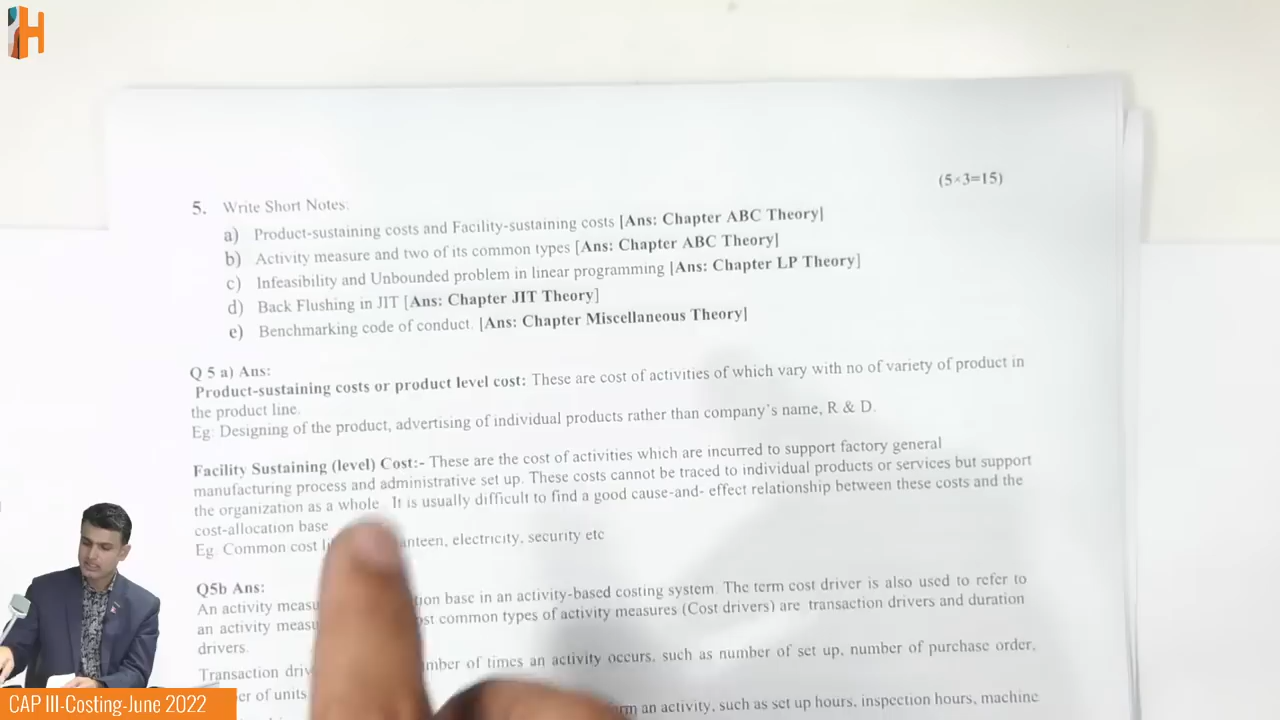 H
(5×3=15)
5. Write Short Notes:
a) Product-sustaining costs and Facility-sustaining costs [Ans: Chapter ABC Theory]
b) Activity measure and two of its common types [Ans: Chapter ABC Theory]
c) Infeasibility and Unbounded problem in linear programming [Ans: Chapter LP Theory]
d) Back Flushing in JIT [Ans: Chapter JIT Theory]
e) Benchmarking code of conduct. [Ans: Chapter Miscellaneous Theory]
Q 5 a) Ans:
Product-sustaining costs or product level cost: These are cost of activities of which vary with no of variety of product in
the product line.
Eg: Designing of the product, advertising of individual products rather than company's name, R & D.
Facility Sustaining (level) Cost:- These are the cost of activities which are incurred to support factory general
manufacturing process and administrative set up. These costs cannot be traced to individual products or services but support
the organization as a whole. It is usually difficult to find a good cause-and- effect relationship between these costs and the
cost-allocation base
Eg: Common cost anteen, electricity, security etc
Q5b Ans:
An activity measu tion base in an activity-based costing system. The term cost driver is also used to refer to
an activity measu ost common types of activity measures (Cost drivers) are transaction drivers and duration
drivers.
Transaction driv mber of times an activity occurs, such as number of set up, number of purchase order,
er of units
rm an activity, such as set up hours, inspection hours, machine
CAP III-Costing-June 2022